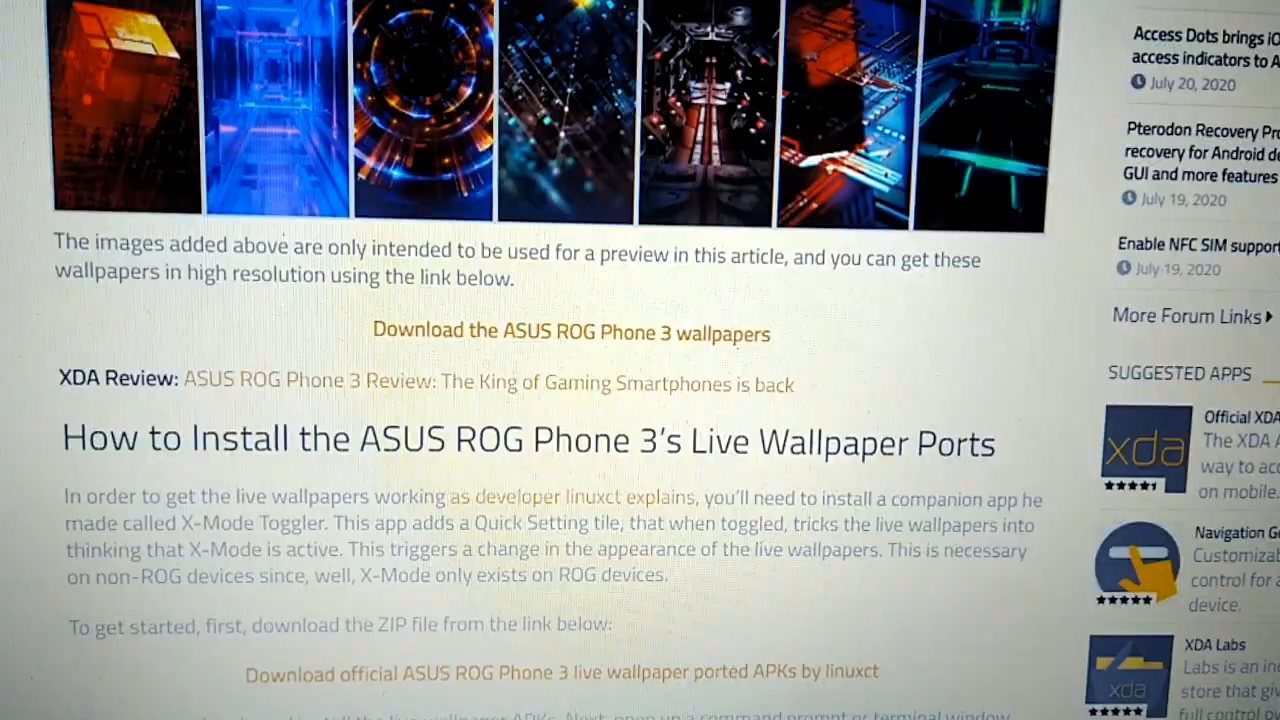 The images added above are only intended to be used for a preview in this article, and you can get these
wallpapers in high resolution using the link below.
Download the ASUS ROG Phone 3 wallpapers
XDA Review: ASUS ROG Phone 3 Review: The King of Gaming Smartphones is back
How to Install the ASUS ROG Phone 3's Live Wallpaper Ports
In order to get the live wallpapers working as developer linuxct explains, you'll need to install a companion app he
made called X-Mode Toggler. This app adds a Quick Setting tile, that when toggled, tricks the live wallpapers into
thinking that X-Mode is active. This triggers a change in the appearance of the live wallpapers. This is necessary
on non-ROG devices since, well, X-Mode only exists on ROG devices.
To get started, first, download the ZIP file from the link below:
Download official ASUS ROG Phone 3 live wallpaper ported APKs by linuxct
command prompt or terminal window
Access Dots brings
access indicators to
July 20, 2020
Pterodon Recovery
recovery for Android
GUI and more features
July 19, 2020
Enable NFC SIM
July 19, 2020
More Forum Links
SUGGESTED APPS
xda
Official XDA
The XDA
way to
on mobile.
Navigation
control for
device.
xda
XDA Labs
Labs is an
store that
full control